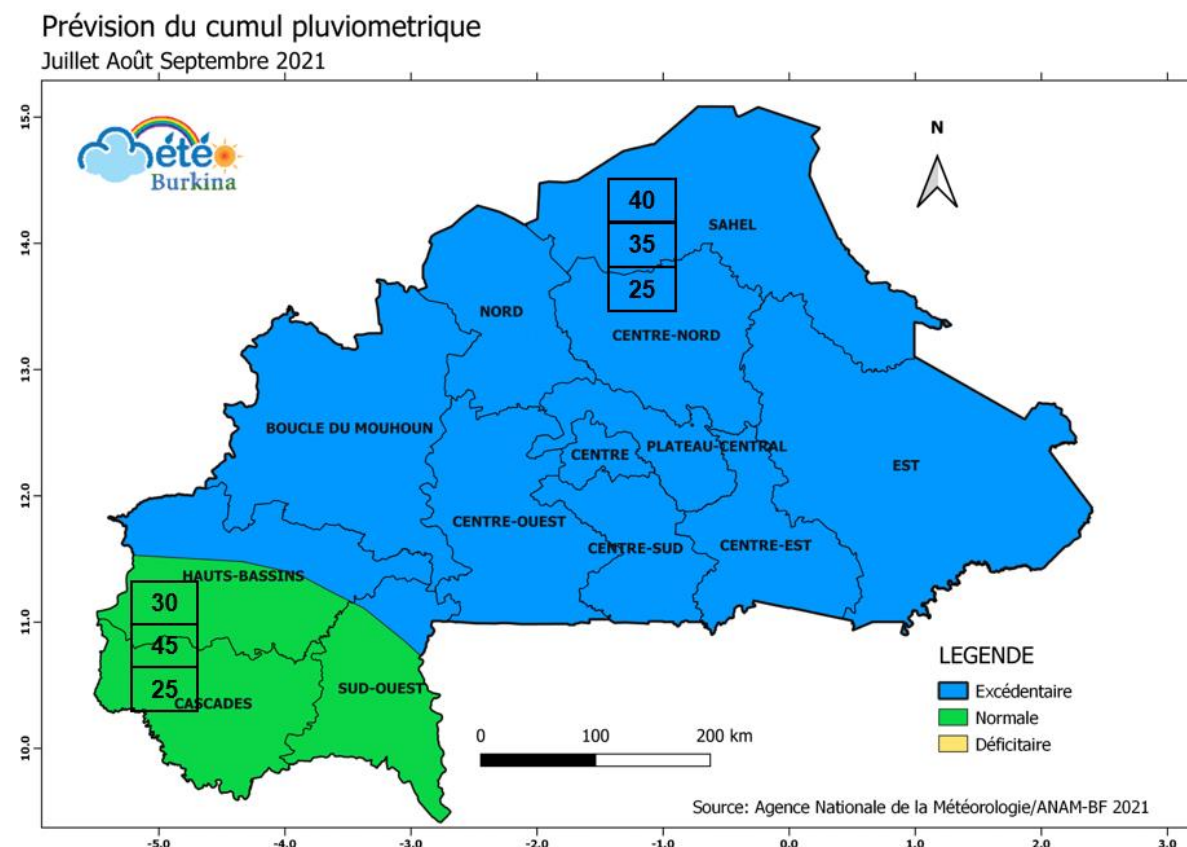 Prévision du cumul pluviometrique
Juillet Août Septembre 2021
15.0
14.0
13.0
12.0
11.0
10.0
été
Burkina
N
40
35
25
SAHEL
NORD
CENTRE-NORD
BOUCLE DU MOUHOUN
PLATEAU-CENTRAL
CENTRE
EST
CENTRE-OUEST
CENTRE-SUD
CENTRE-EST
HAUTS-BASSINS
30
45
25
SUD-OUEST
CASCADES
LEGENDE
Excédentaire
Normale
Déficitaire
0 100 200 km
Source: Agence Nationale de la Météorologie/ANAM-BF 2021
-5.0 -4.0 -3.0 -2.0 -1.0 0.0 1.0 2.0 3.0